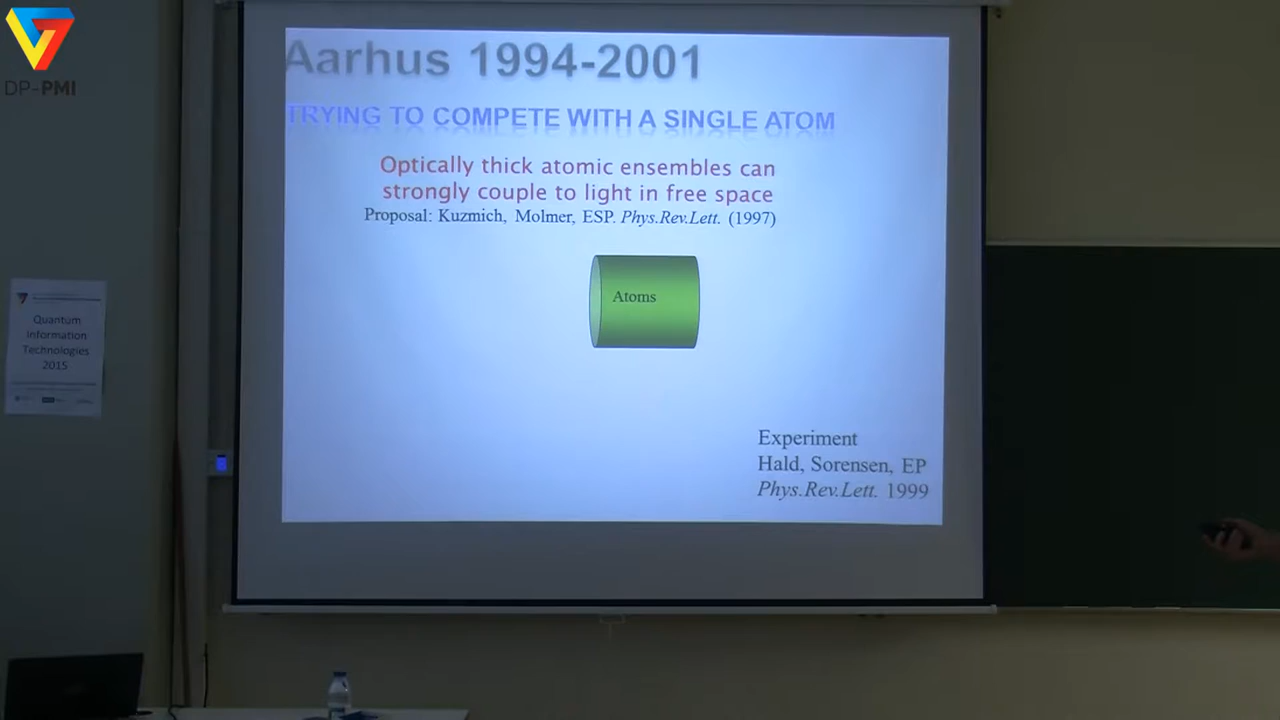 DP-PMI
Aarhus 1994-2001
TRYING TO COMPETE WITH A SINGLE ATOM
Optically thick atomic ensembles can
strongly couple to light in free space
Proposal: Kuzmich, Molmer, ESP. Phys.Rev.Lett. (1997)
Atoms
Experiment
Hald, Sorensen, EP
Phys.Rev.Lett. 1999
Quantum
Information
Technologies
2015